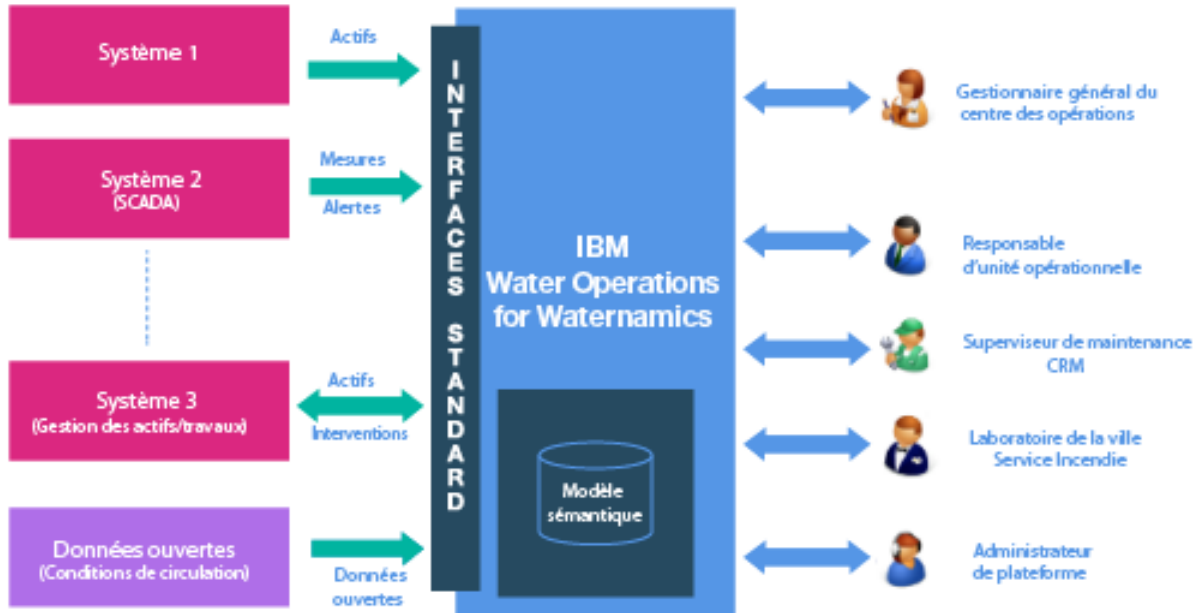 Système 1
Actifs
Système 2
(SCADA)
Mesures
Alertes
Système 3
(Gestion des actifs/travaux)
Actifs
Interventions
Données ouvertes
(Conditions de circulation)
Données
ouvertes
INTERFACES STANDARD
IBM
Water Operations
for Waternamics
Modèle
sémantique
Gestionnaire général du
centre des opérations
Responsable
d'unité opérationnelle
Superviseur de maintenance
CRM
Laboratoire de la ville
Service Incendie
Administrateur
de plateforme